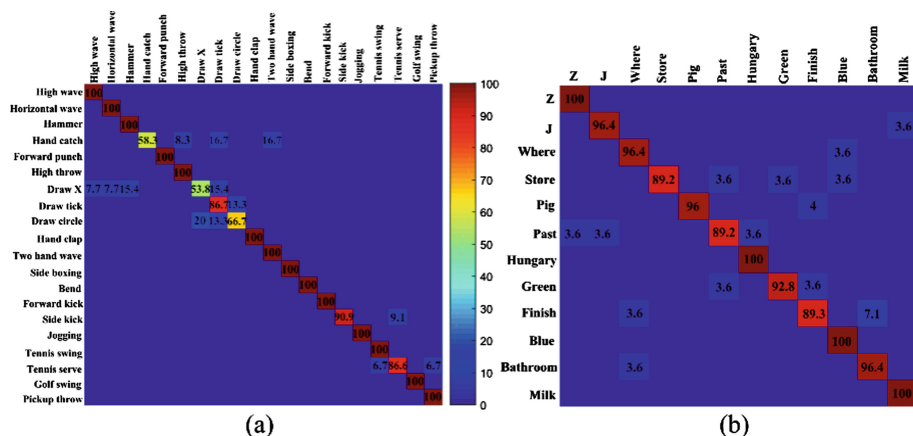 High wave
Horizontal wave
Hammer
Hand catch
Forward punch
High throw
Draw X
Draw tick
Draw circle
Hand clap
Two hand wave
Side boxing
Bend
Forward kick
Side kick
Jogging
Tennis swing
Tennis serve
Golf swing
Pickup throw
High wave 100
Horizontal wave 100
Hammer 100
Hand catch 58.3 8.3 16.7 16.7
Forward punch 100
High throw 100
Draw X 7.7 7.7 15.4 53.8 15.4
Draw tick 86.7 13.3
Draw circle 20 13.3 66.7
Hand clap 100
Two hand wave 100
Side boxing 100
Bend 100
Forward kick 100
Side kick 90.9 9.1
Jogging 100
Tennis swing 100
Tennis serve 6.7 86.6 6.7
Golf swing 100
Pickup throw 100
100
90
80
70
60
50
40
30
20
10
0
(a)
Z
J
Where
Store
Pig
Past
Hungary
Green
Finish
Blue
Bathroom
Milk
Z 100
J 96.4 3.6
Where 96.4 3.6
Store 89.2 3.6 3.6 3.6
Pig 96 4
Past 3.6 3.6 89.2 3.6
Hungary 100
Green 3.6 92.8 3.6
Finish 3.6 89.3 7.1
Blue 100
Bathroom 3.6 96.4
Milk 100
(b)